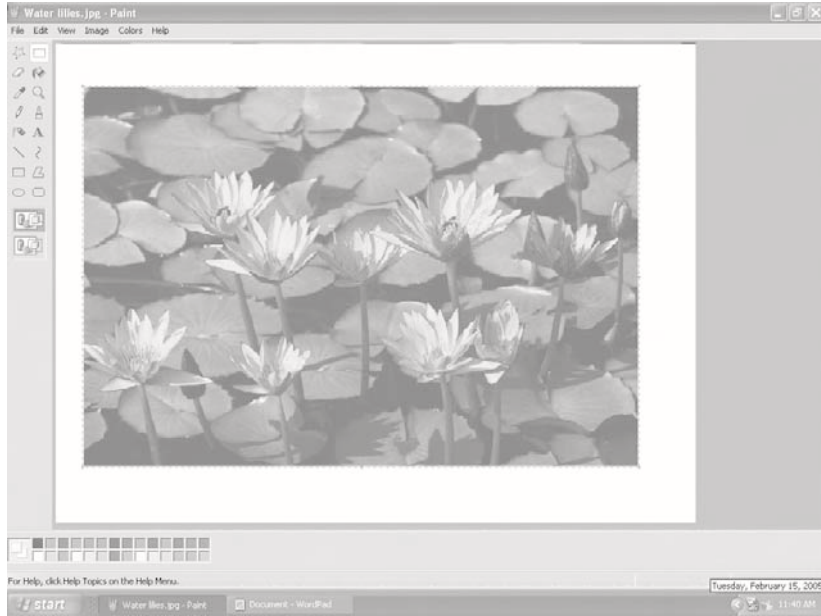 Water lilies.jpg - Paint
File Edit View Image Colors Help
A
For Help, click Help Topics on the Help Menu.
Tuesday, February 15, 2005
start Water lilies.jpg - Paint Document - WordPad 11:40 AM